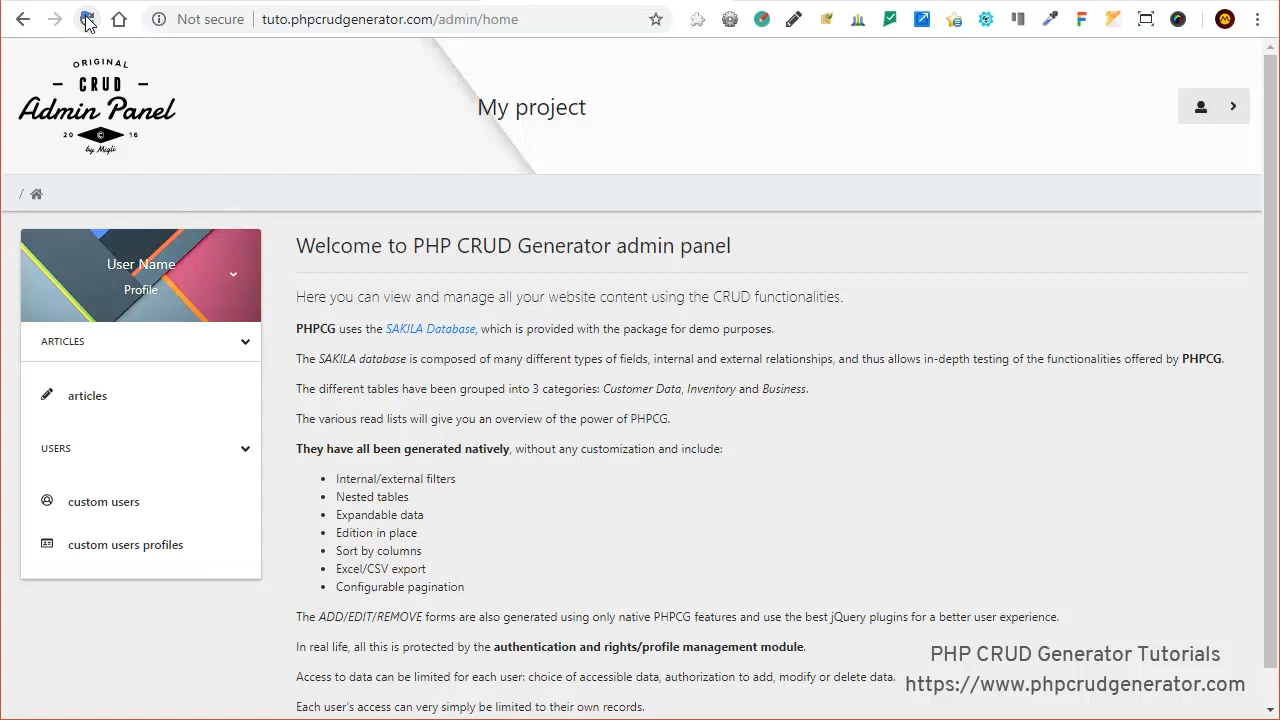 Not secure
tuto.phpcrudgenerator.com/admin/home
ORIGINAL
CRUD
Admin Panel
20 © 16
by Migli
My project
/
User Name
Profile
ARTICLES
articles
USERS
custom users
custom users profiles
Welcome to PHP CRUD Generator admin panel
Here you can view and manage all your website content using the CRUD functionalities.
PHPCG uses the SAKILA Database, which is provided with the package for demo purposes.
The SAKILA database is composed of many different types of fields, internal and external relationships, and thus allows in-depth testing of the functionalities offered by PHPCG.
The different tables have been grouped into 3 categories: Customer Data, Inventory and Business.
The various read lists will give you an overview of the power of PHPCG.
They have all been generated natively, without any customization and include:
Internal/external filters
Nested tables
Expandable data
Edition in place
Sort by columns
Excel/CSV export
Configurable pagination
The ADD/EDIT/REMOVE forms are also generated using only native PHPCG features and use the best jQuery plugins for a better user experience.
In real life, all this is protected by the authentication and rights/profile management module.
Access to data can be limited for each user: choice of accessible data, authorization to add, modify or delete data.
Each user's access can very simply be limited to their own records.
PHP CRUD Generator Tutorials
https://www.phpcrudgenerator.com